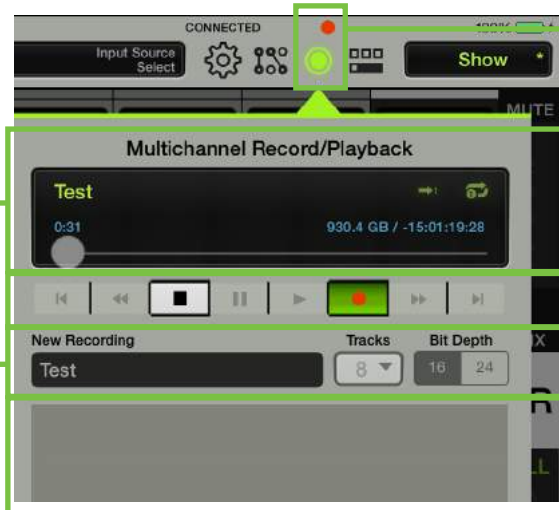 CONNECTED
Input Source
Select
Show *
MUTE
Multichannel Record/Playback
Test
0:31
930.4 GB / -15:01:19:28
New Recording
Tracks
Bit Depth
Test
8
16
24